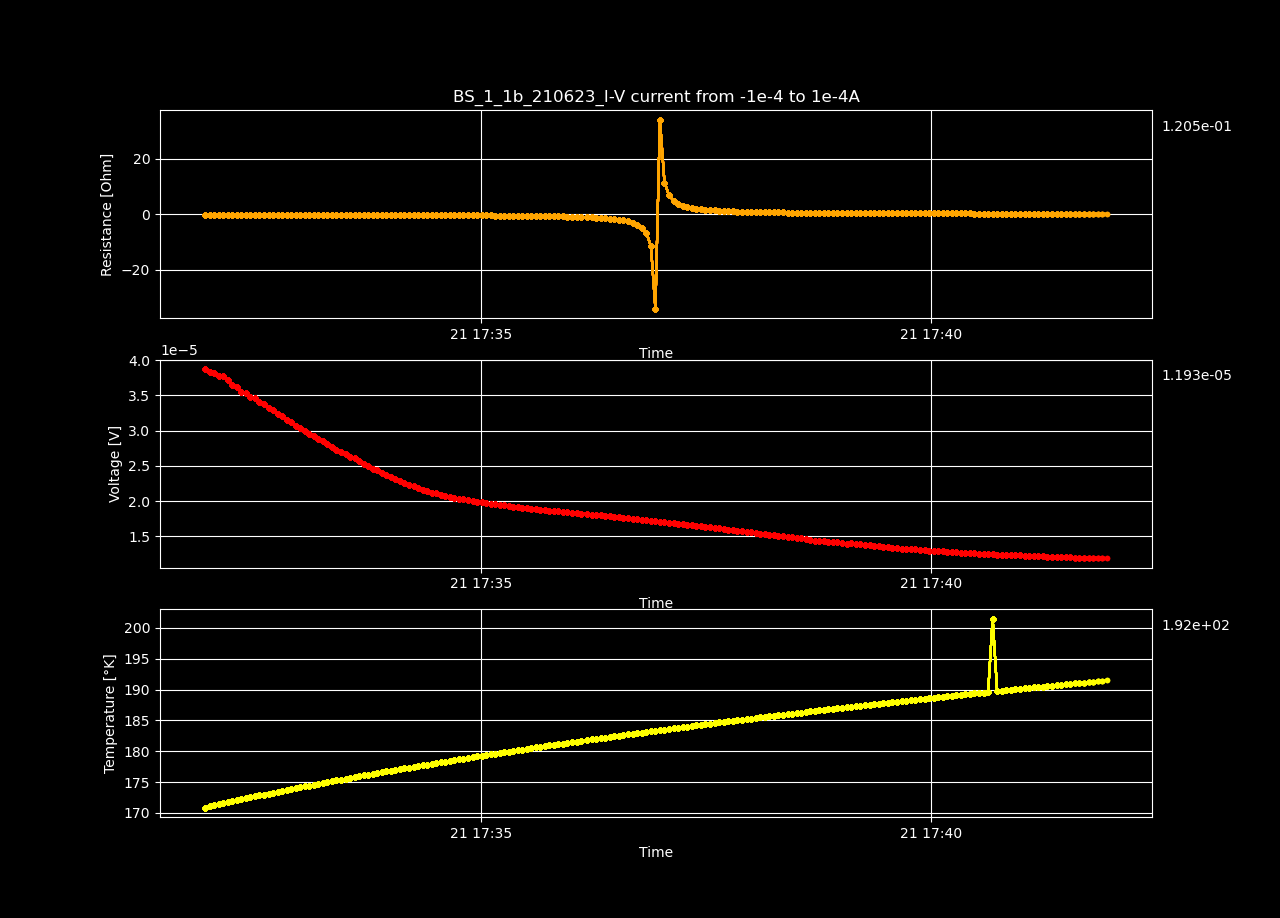 BS_1_1b_210623_I-V current from -1e-4 to 1e-4A
1.205e-01
Resistance [Ohm]
20
0
−20
21 17:35
21 17:40
Time
1e−5
1.193e-05
Voltage [V]
4.0
3.5
3.0
2.5
2.0
1.5
21 17:35
21 17:40
Time
1.92e+02
Temperature [°K]
200
195
190
185
180
175
170
21 17:35
21 17:40
Time